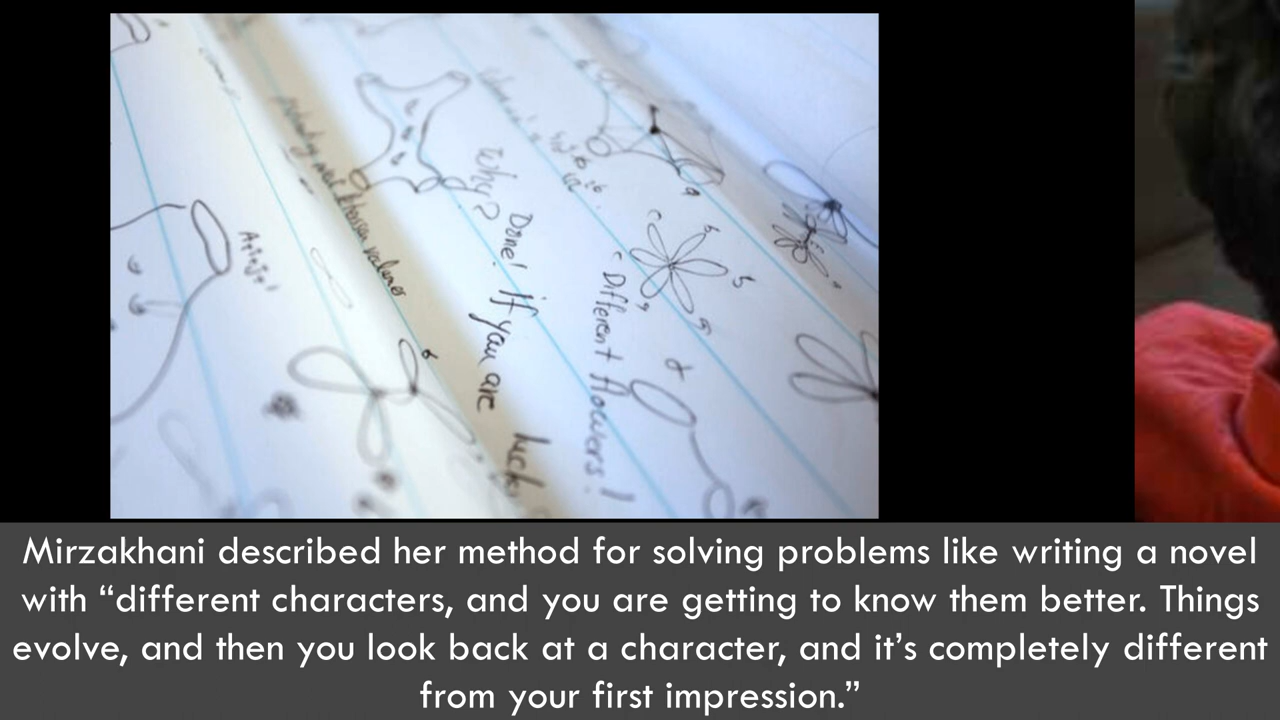 Why?
Done! If you are
Different flowers!
Mirzakhani described her method for solving problems like writing a novel
with “different characters, and you are getting to know them better. Things
evolve, and then you look back at a character, and it’s completely different
from your first impression.”